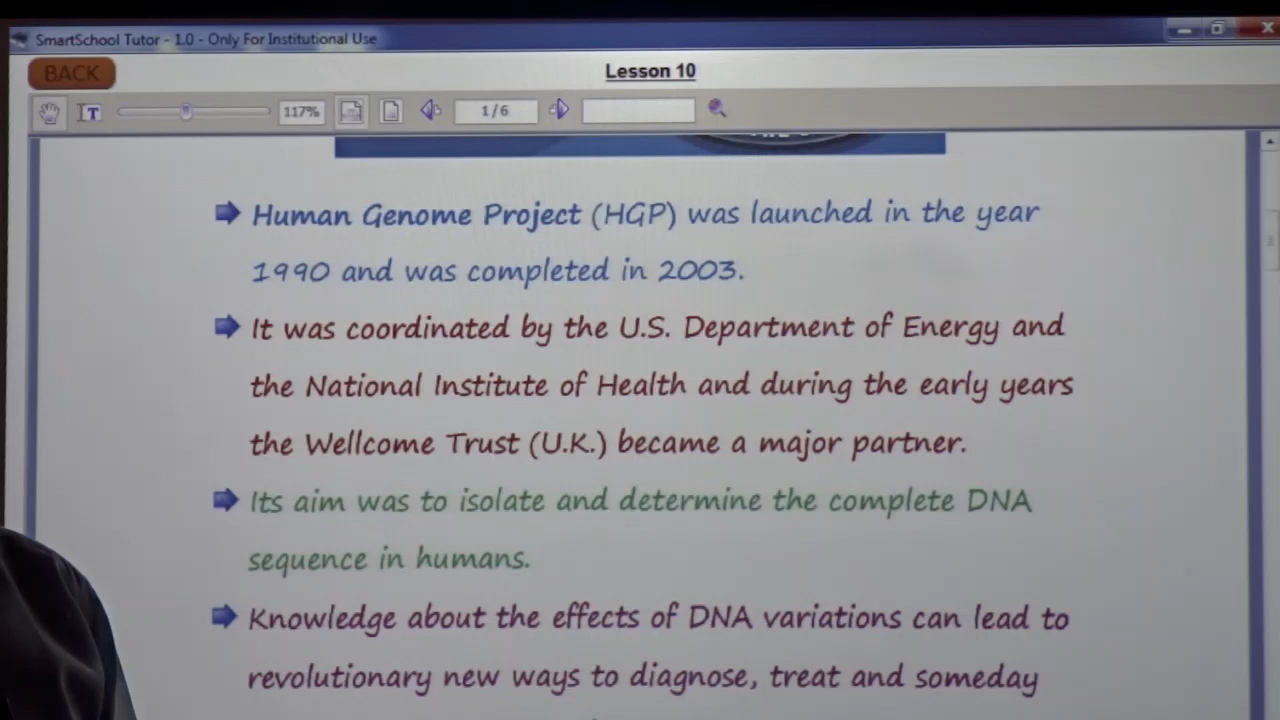 SmartSchool Tutor - 1.0 - Only For Institutional Use
BACK
Lesson 10
T
117%
1/6
Human Genome Project (HGP) was launched in the year
1990 and was completed in 2003.
It was coordinated by the U.S. Department of Energy and
the National Institute of Health and during the early years
the Wellcome Trust (U.K.) became a major partner.
Its aim was to isolate and determine the complete DNA
sequence in humans.
Knowledge about the effects of DNA variations can lead to
revolutionary new ways to diagnose, treat and someday